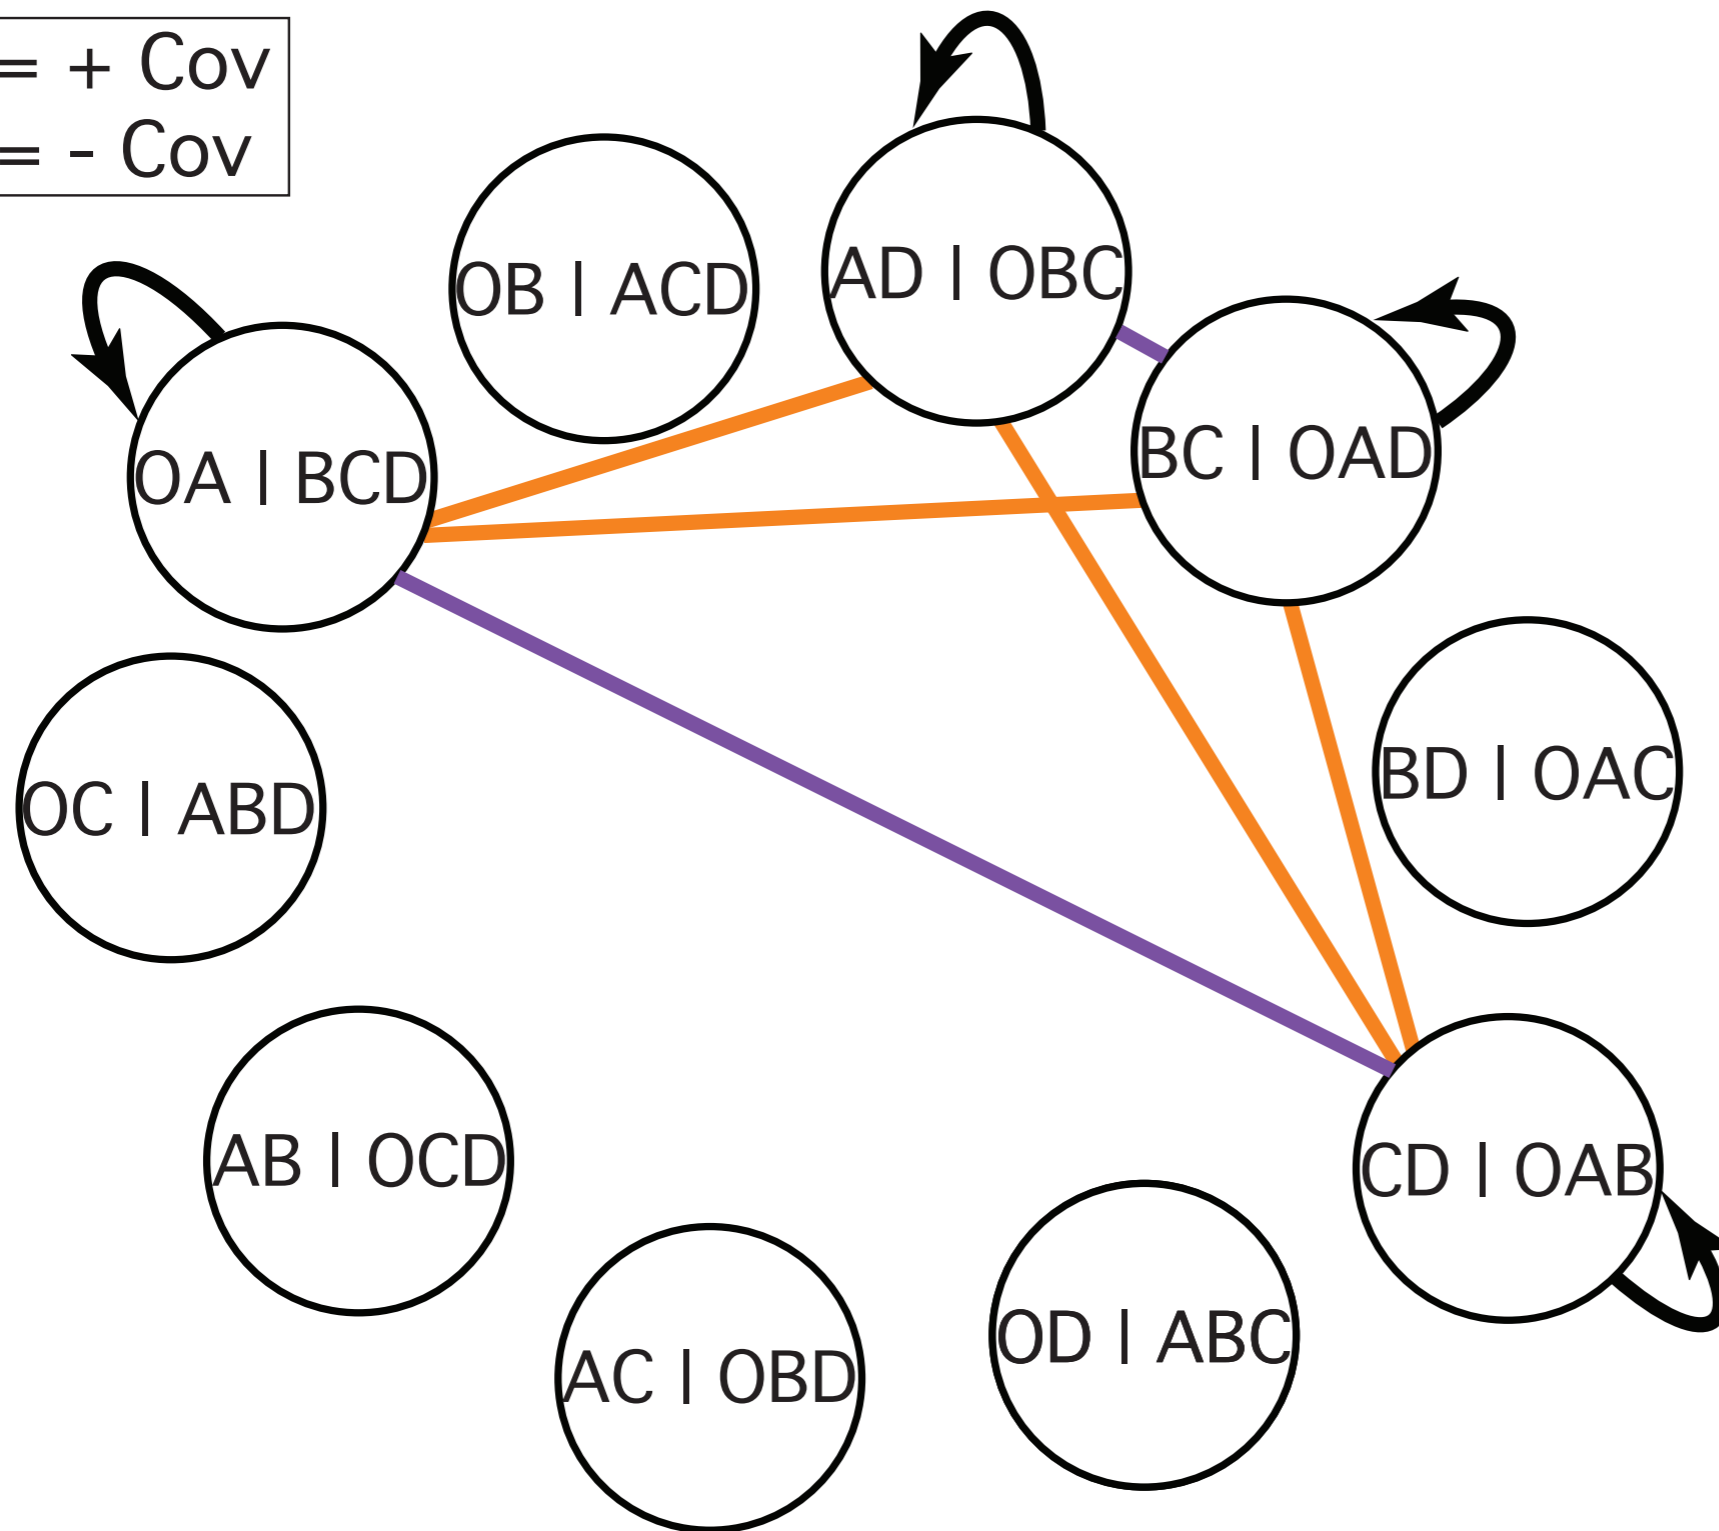 = + Cov
= - Cov
OB | ACD
AD | OBC
OA | BCD
BC | OAD
OC | ABD
BD | OAC
AB | OCD
CD | OAB
AC | OBD
OD | ABC